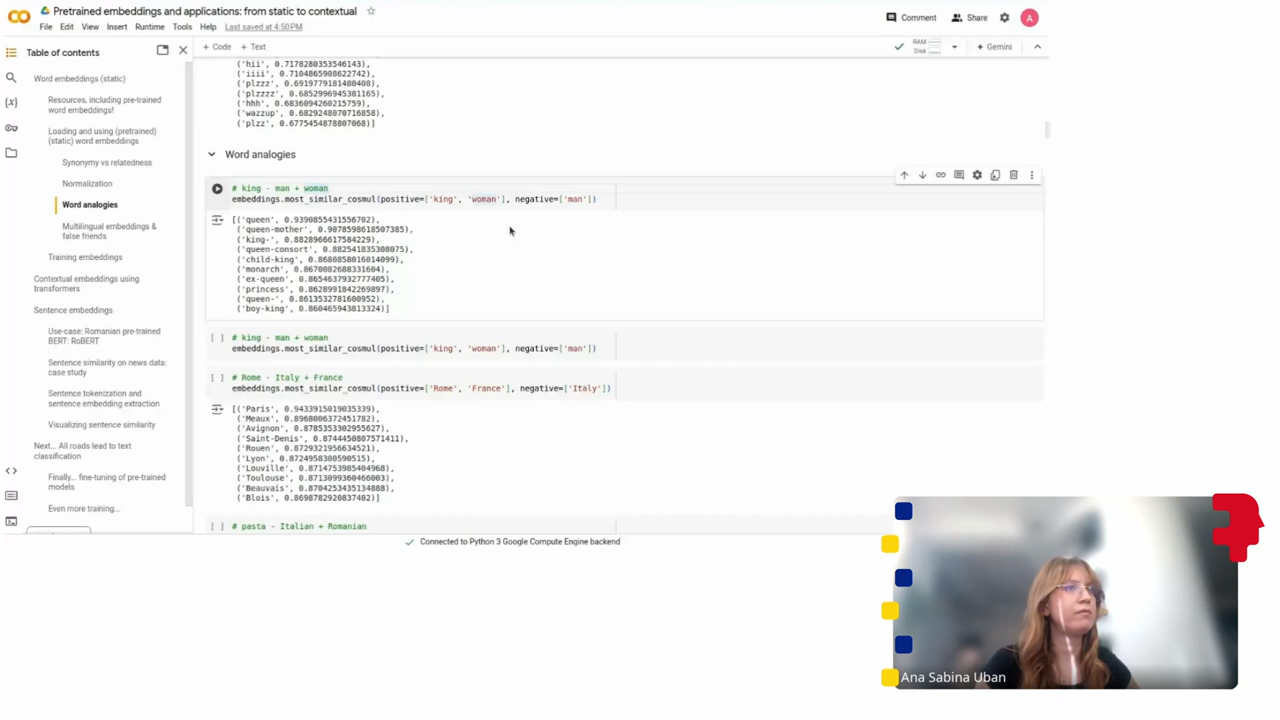 Pretrained embeddings and applications: from static to contextual
File Edit View Insert Runtime Tools Help Last saved at 4:50PM
Comment Share A
Table of contents
+ Code + Text
RAM
Disk
Gemini
Word embeddings (static)
Resources, including pre-trained
word embeddings!
Loading and using (pretrained)
(static) word embeddings
Synonymy vs relatedness
Normalization
Word analogies
Multilingual embeddings &
false friends
Training embeddings
Contextual embeddings using
transformers
Sentence embeddings
Use-case: Romanian pre-trained
BERT: RoBERT
Sentence similarity on news data:
case study
Sentence tokenization and
sentence embedding extraction
Visualizing sentence similarity
Next... All roads lead to text
classification
Finally... fine-tuning of pre-trained
models
Even more training...
('hii', 0.7178280353546143),
('iiii', 0.7104865908622742),
('plzzz', 0.6919779181480408),
('plzzzz', 0.6852996945381165),
('hhh', 0.6836094260215759),
('wazzup', 0.6829248070716858),
('plzz', 0.6775454878807068)]
Word analogies
# king - man + woman
embeddings.most_similar_cosmul(positive=['king', 'woman'], negative=['man'])
[('queen', 0.9390855431556702),
('queen-mother', 0.9078598618507385),
('king-', 0.8828966617584229),
('queen-consort', 0.882541835308075),
('child-king', 0.8680858016014099),
('monarch', 0.8670082688331604),
('ex-queen', 0.8654637932777405),
('princess', 0.8628991842269897),
('queen-', 0.8613532781600952),
('boy-king', 0.860465943813324)]
[ ] # king - man + woman
embeddings.most_similar_cosmul(positive=['king', 'woman'], negative=['man'])
[ ] # Rome - Italy + France
embeddings.most_similar_cosmul(positive=['Rome', 'France'], negative=['Italy'])
[('Paris', 0.9433915019035339),
('Meaux', 0.8968006372451782),
('Avignon', 0.8785353302955627),
('Saint-Denis', 0.8744450807571411),
('Rouen', 0.8729321956634521),
('Lyon', 0.8724958300590515),
('Louville', 0.8714753985404968),
('Toulouse', 0.8713099360466003),
('Beauvais', 0.8704253435134888),
('Blois', 0.8698782920837402)]
[ ] # pasta - Italian + Romanian
Connected to Python 3 Google Compute Engine backend
Ana Sabina Uban